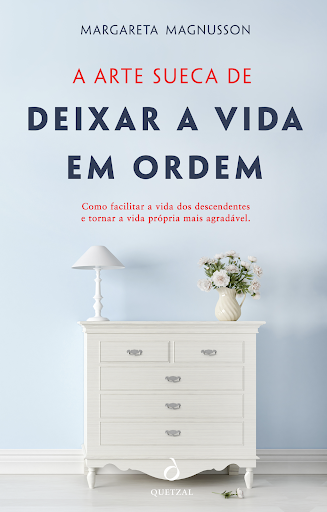 MARGARETA MAGNUSSON
A ARTE SUECA DE
DEIXAR A VIDA
EM ORDEM
Como facilitar a vida dos descendentes
e tornar a vida própria mais agradável.
QUETZAL